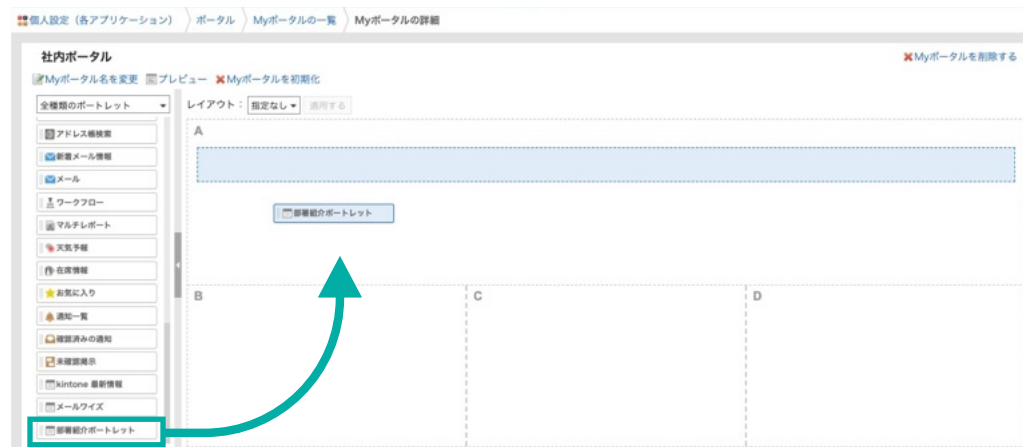 個人設定（各アプリケーション） 〉 ポータル 〉 Myポータルの一覧 〉 Myポータルの詳細
社内ポータル
Myポータルを削除する
Myポータル名を変更 プレビュー Myポータルを初期化
全種類のポートレット
レイアウト： 指定なし 適用する
アドレス帳検索
新着メール情報
メール
ワークフロー
マルチレポート
天気予報
在席情報
お気に入り
通知一覧
確認済みの通知
未確認掲示
kintone 最新情報
メールワイズ
部署紹介ポートレット
A
部署紹介ポートレット
B
C
D